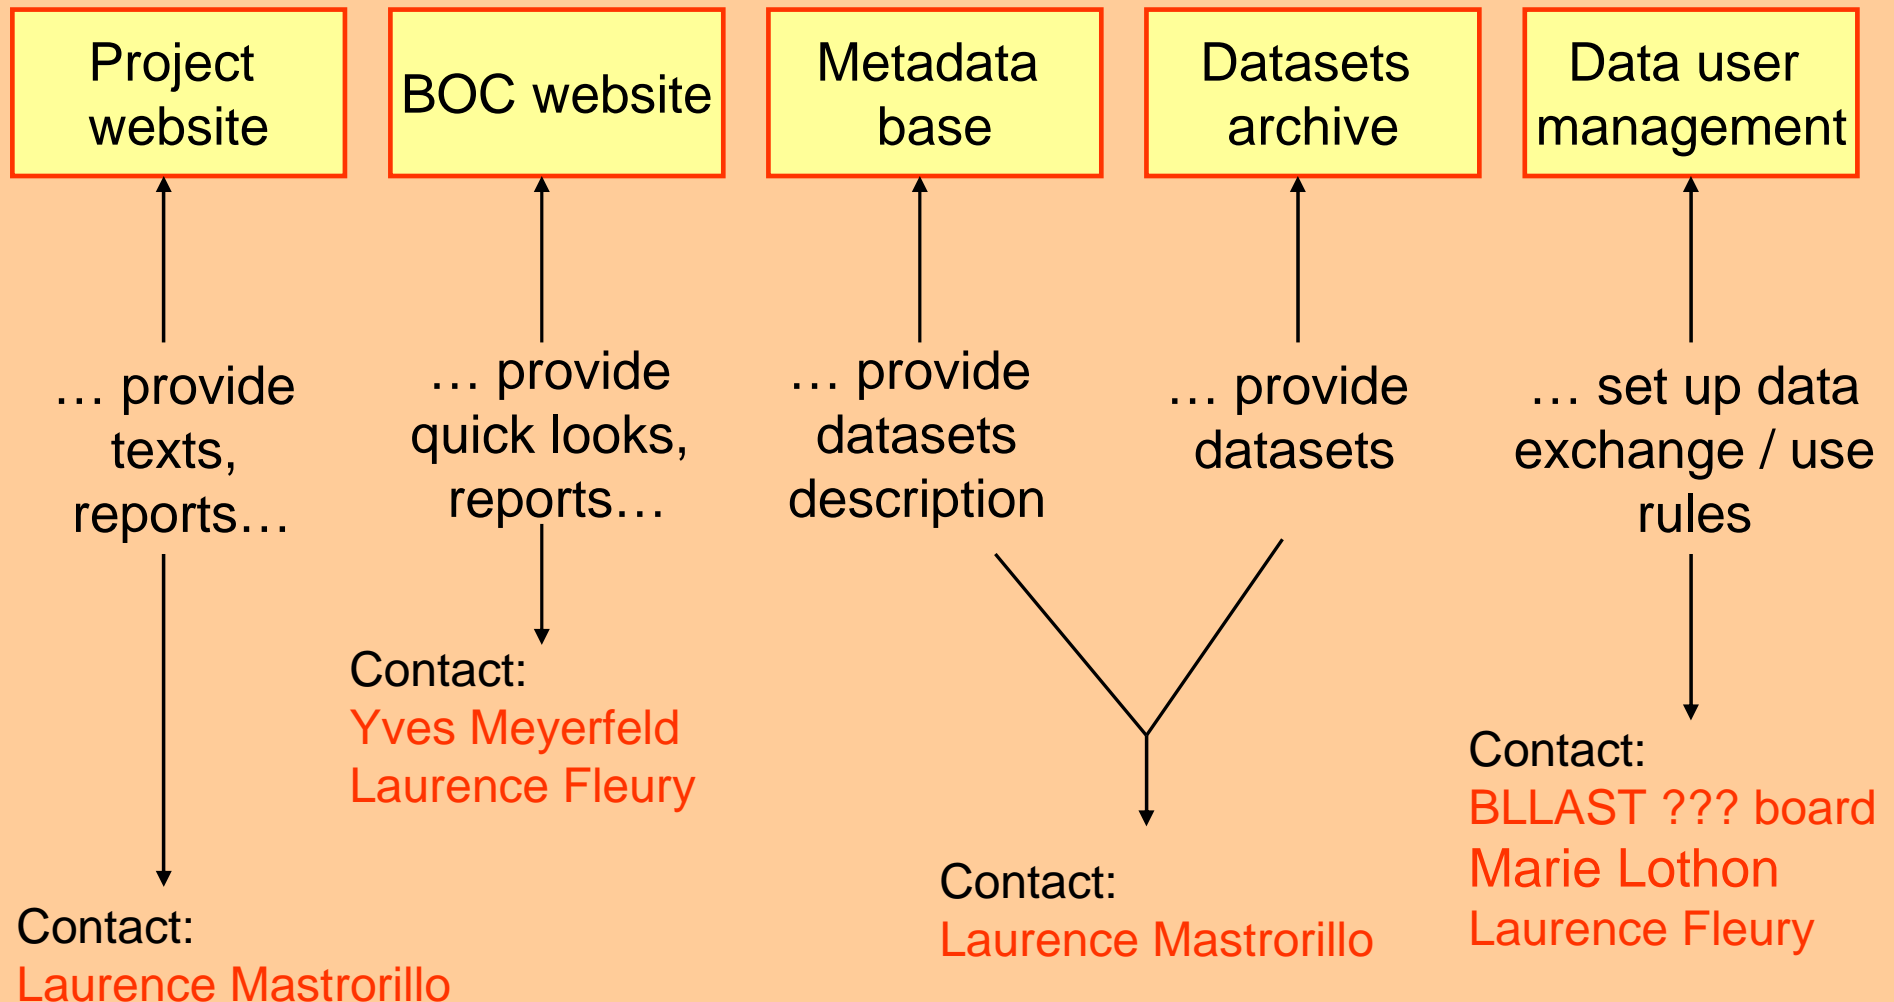 Project
website
BOC website
Metadata
base
Datasets
archive
Data user
management
… provide
texts,
reports…
… provide
quick looks,
reports…
… provide
datasets
description
… provide
datasets
… set up data
exchange / use
rules
Contact:
Laurence Mastrorillo
Contact:
Yves Meyerfeld
Laurence Fleury
Contact:
Laurence Mastrorillo
Contact:
BLLAST ??? board
Marie Lothon
Laurence Fleury